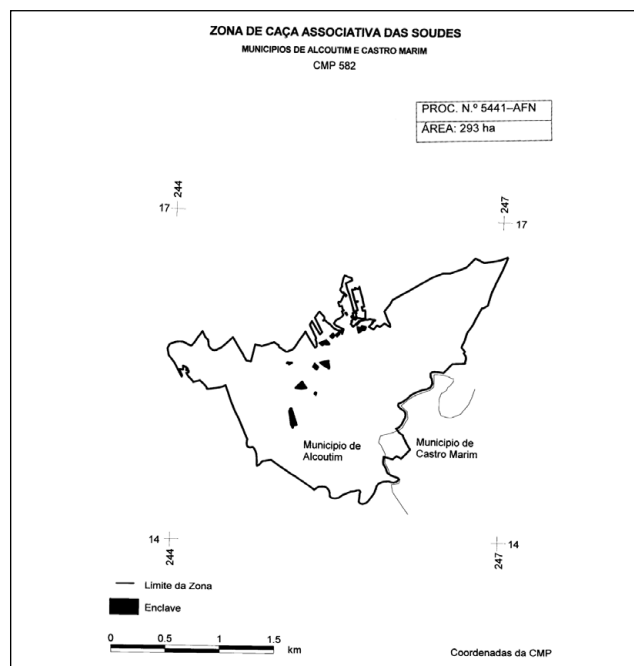 ZONA DE CAÇA ASSOCIATIVA DAS SOUDES
MUNICIPIOS DE ALCOUTIM E CASTRO MARIM
CMP 582
PROC. N.º 5441–AFN
ÁREA: 293 ha
244
17
247
17
Município de
Alcoutim
Município de
Castro Marim
14
244
14
247
Limite da Zona
Enclave
0 0.5 1.0 1.5
km
Coordenadas da CMP